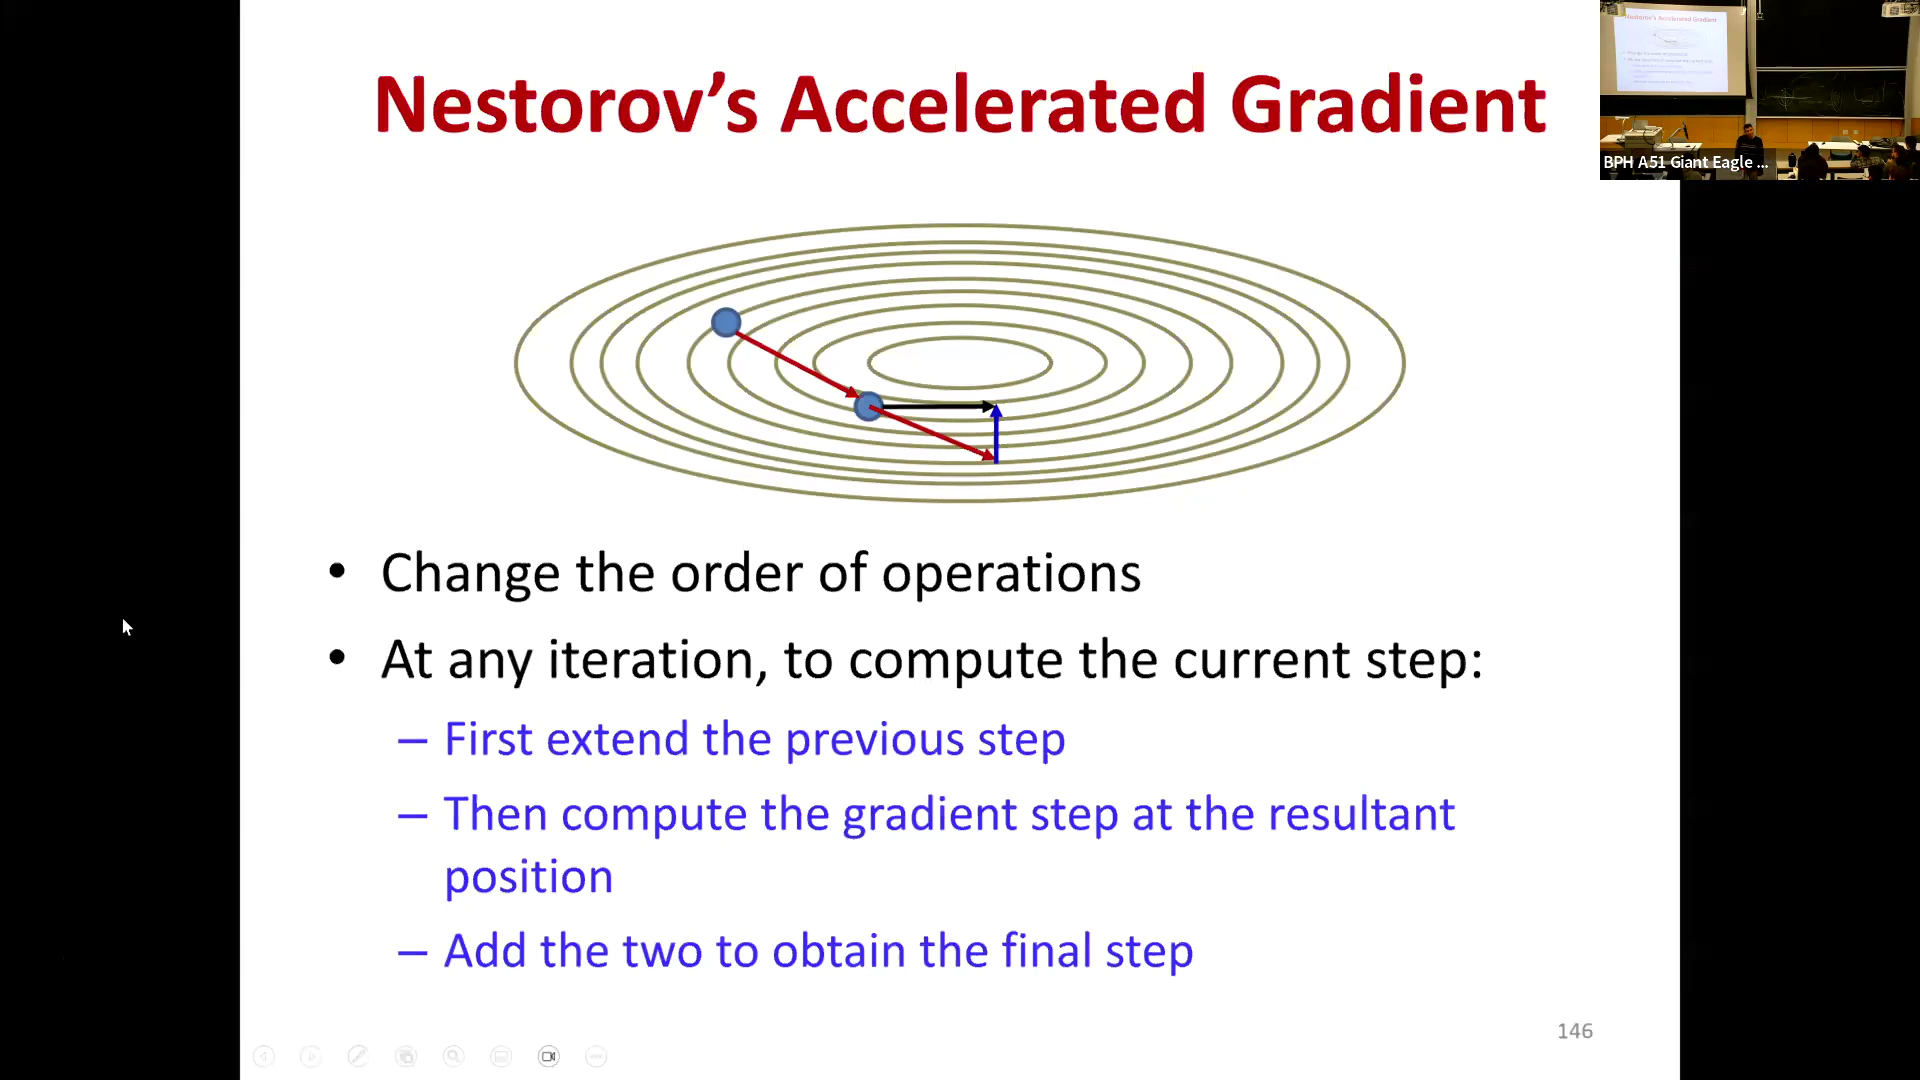 Nestorov's Accelerated Gradient
BPH A51 Giant Eagle ...
• Change the order of operations
• At any iteration, to compute the current step:
– First extend the previous step
– Then compute the gradient step at the resultant
position
– Add the two to obtain the final step
146